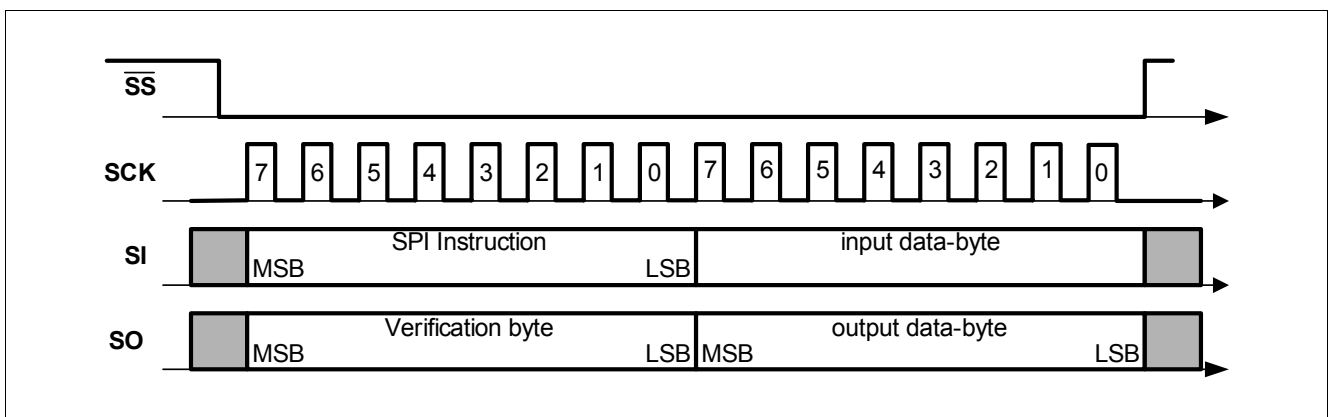 SS
SCK 7 6 5 4 3 2 1 0 7 6 5 4 3 2 1 0
SI SPI Instruction input data-byte
MSB LSB
SO Verification byte output data-byte
MSB LSB MSB LSB